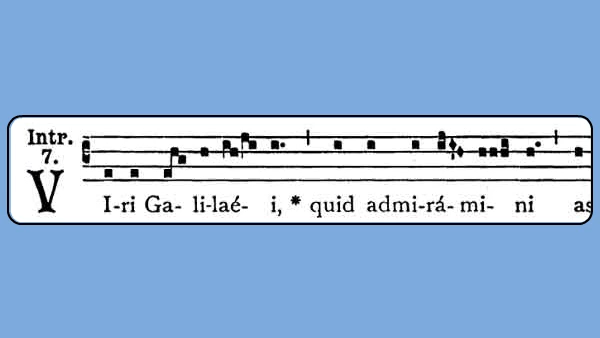 Intr.
7.
V
I-ri Ga- li-laé- i, * quid admi-rá- mi- ni as